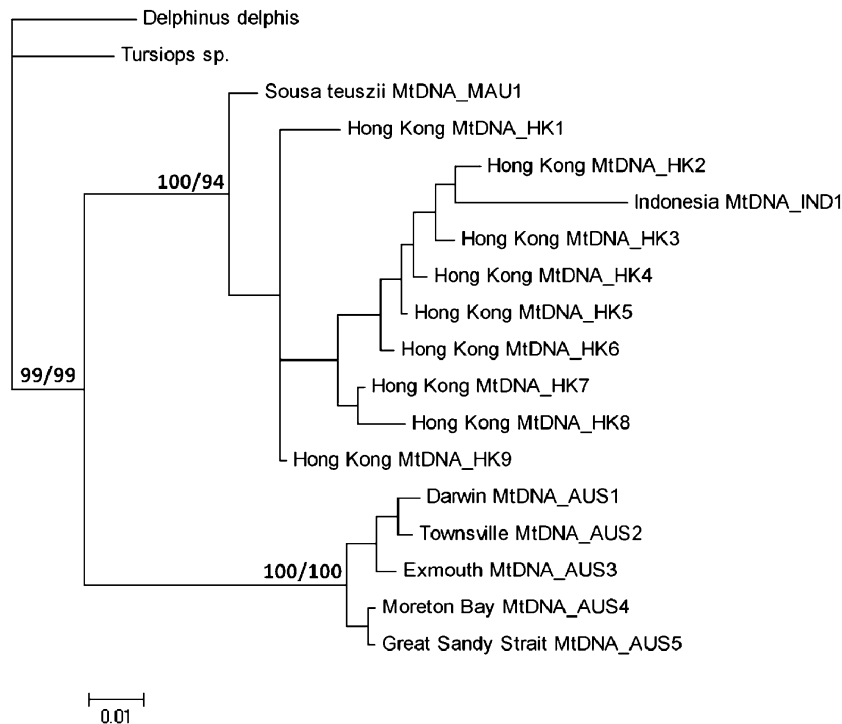 Delphinus delphis
Tursiops sp.
Sousa teuszii MtDNA_MAU1
Hong Kong MtDNA_HK1
100/94
Hong Kong MtDNA_HK2
Indonesia MtDNA_IND1
Hong Kong MtDNA_HK3
Hong Kong MtDNA_HK4
Hong Kong MtDNA_HK5
Hong Kong MtDNA_HK6
99/99
Hong Kong MtDNA_HK7
Hong Kong MtDNA_HK8
Hong Kong MtDNA_HK9
Darwin MtDNA_AUS1
Townsville MtDNA_AUS2
100/100
Exmouth MtDNA_AUS3
Moreton Bay MtDNA_AUS4
Great Sandy Strait MtDNA_AUS5
0.01